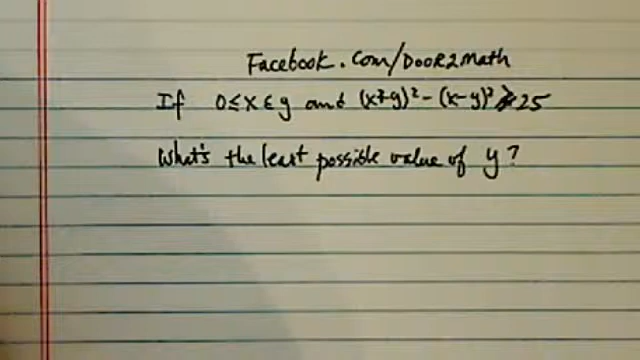 Facebook.com/DooR2math
If 0≤x≤y and (x+y)²-(x-y)²≥25
What's the least possible value of y?